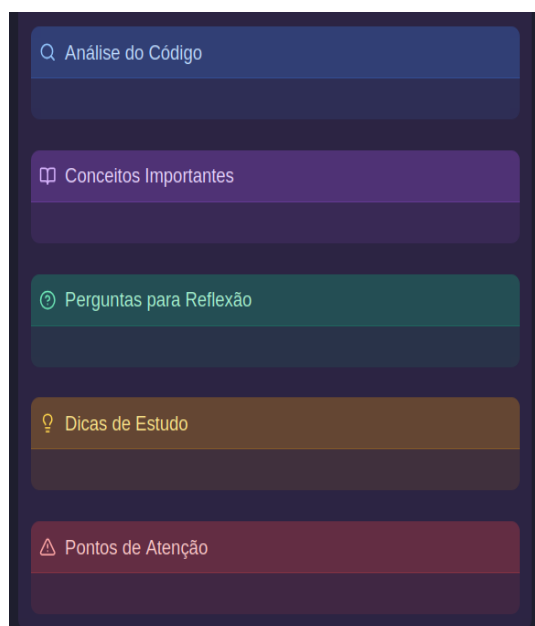 Análise do Código
Conceitos Importantes
Perguntas para Reflexão
Dicas de Estudo
Pontos de Atenção